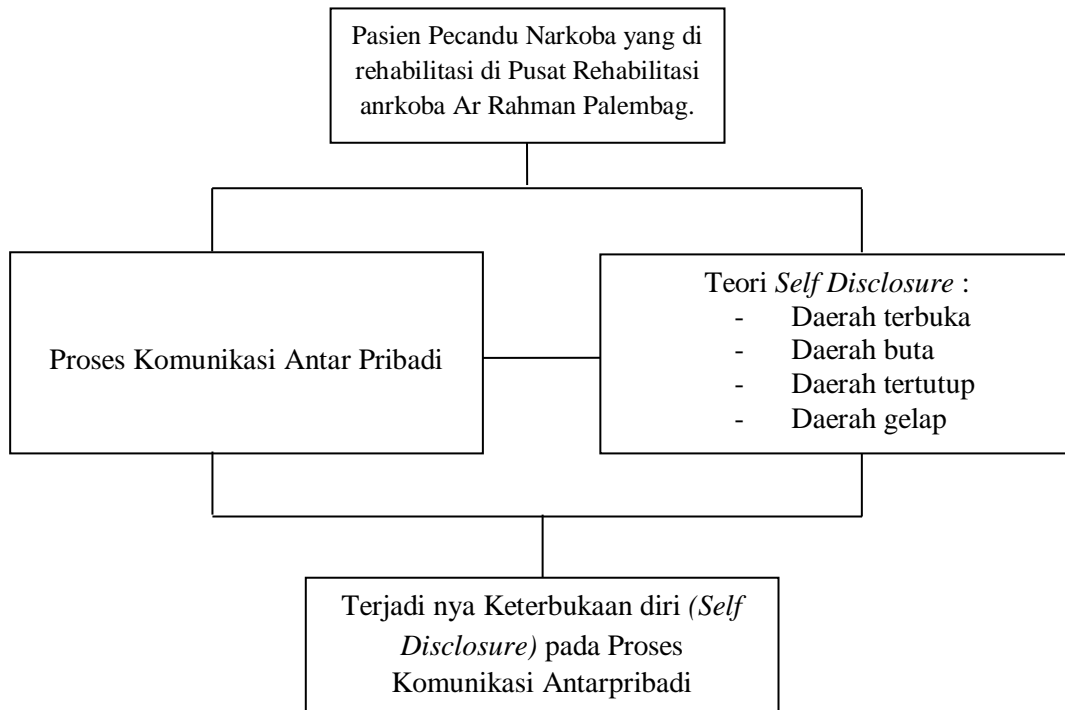 Pasien Pecandu Narkoba yang di
rehabilitasi di Pusat Rehabilitasi
anrkoba Ar Rahman Palembag.
Proses Komunikasi Antar Pribadi
Teori Self Disclosure :
- Daerah terbuka
- Daerah buta
- Daerah tertutup
- Daerah gelap
Terjadi nya Keterbukaan diri (Self
Disclosure) pada Proses
Komunikasi Antarpribadi